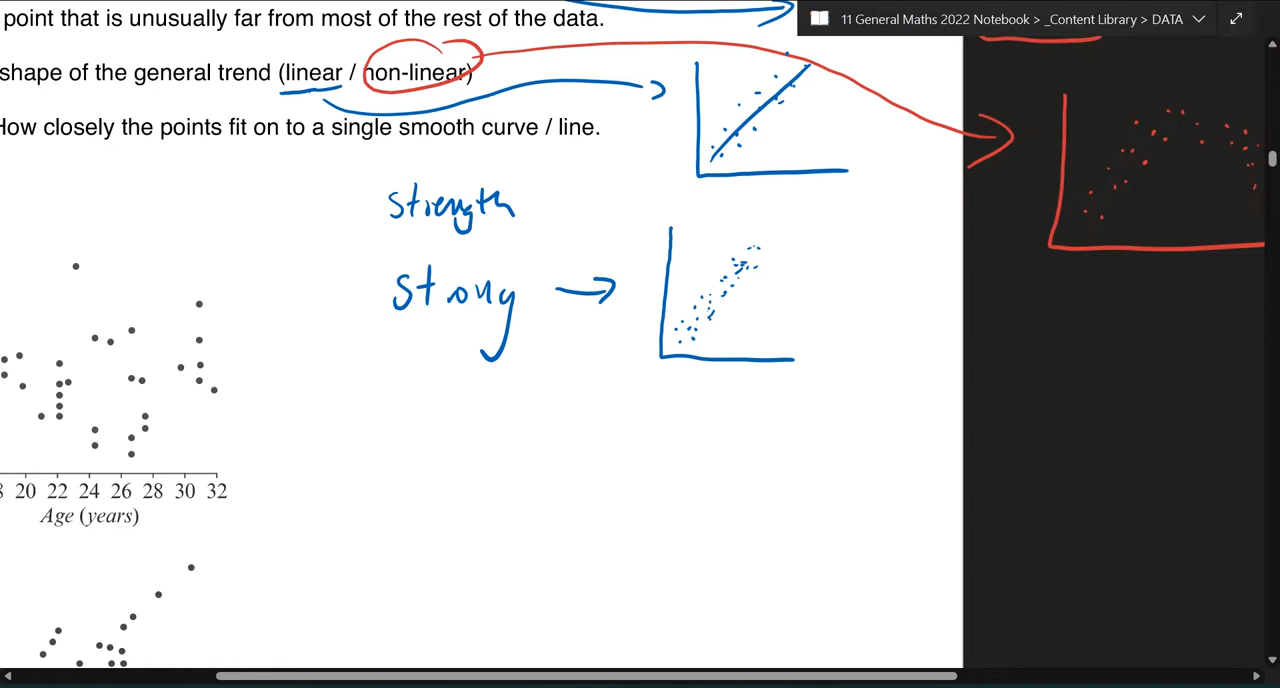 point that is unusually far from most of the rest of the data.
11 General Maths 2022 Notebook > _Content Library > DATA
shape of the general trend (linear / non-linear)
How closely the points fit on to a single smooth curve / line.
strength
strong
20 22 24 26 28 30 32
Age (years)